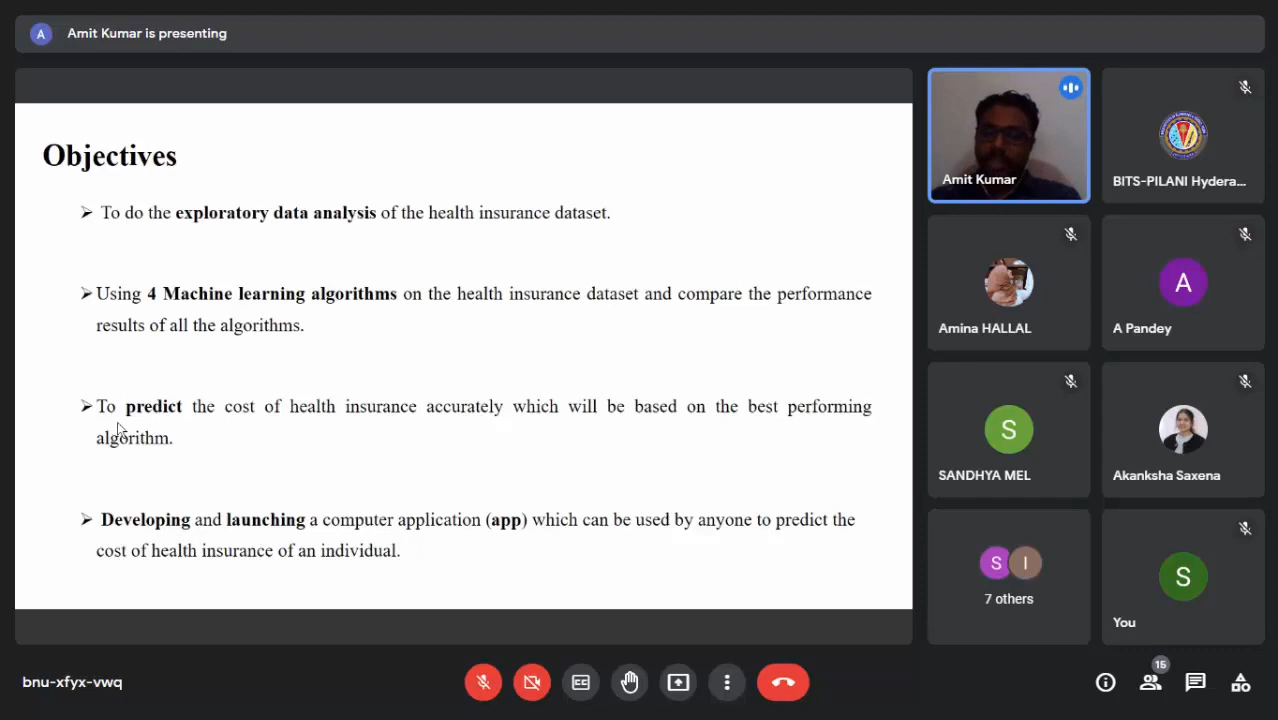 A Amit Kumar is presenting
Objectives
➢ To do the exploratory data analysis of the health insurance dataset.
➢ Using 4 Machine learning algorithms on the health insurance dataset and compare the performance
results of all the algorithms.
➢ To predict the cost of health insurance accurately which will be based on the best performing
algorithm.
➢ Developing and launching a computer application (app) which can be used by anyone to predict the
cost of health insurance of an individual.
Amit Kumar
BITS-PILANI Hydera...
Amina HALLAL
A
A Pandey
S
SANDHYA MEL
Akanksha Saxena
S I
7 others
S
You
bnu-xfyx-vwq
CC
15